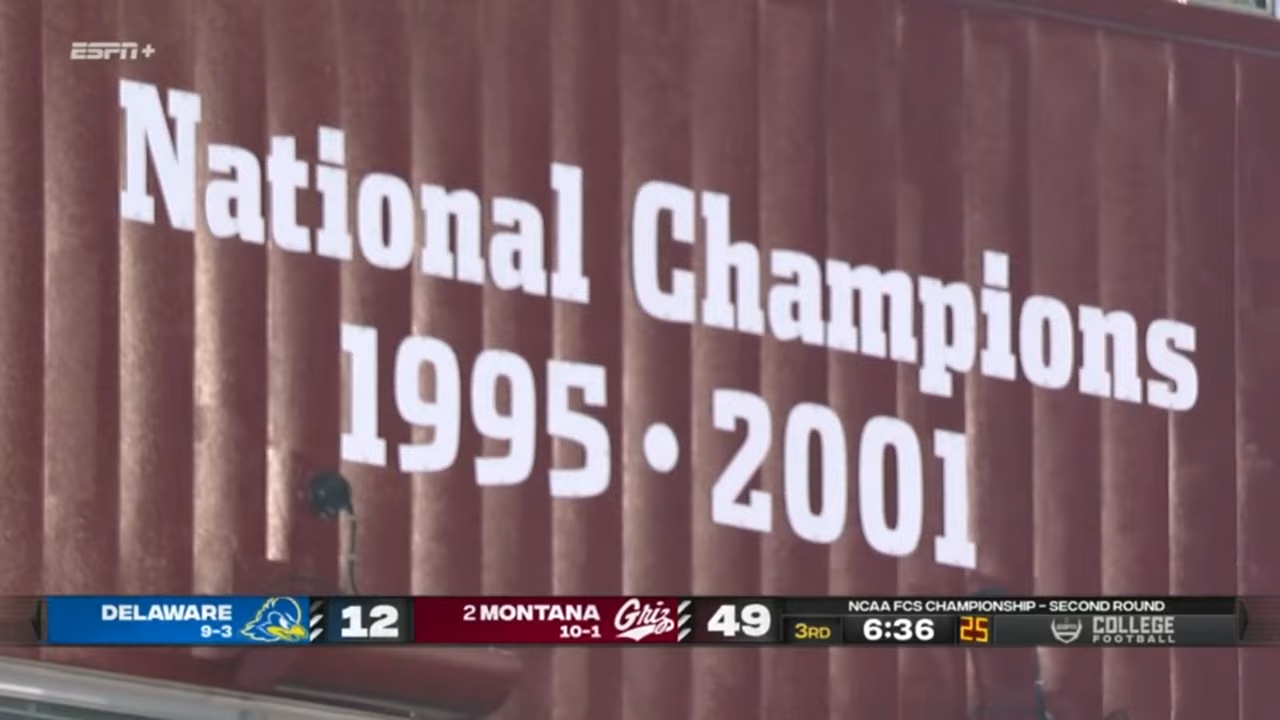 ESPN+
National Champions
1995•2001
DELAWARE
9-3
12
2 MONTANA
10-1
Griz
49
NCAA FCS CHAMPIONSHIP – SECOND ROUND
3RD
6:36
25
COLLEGE
FOOTBALL